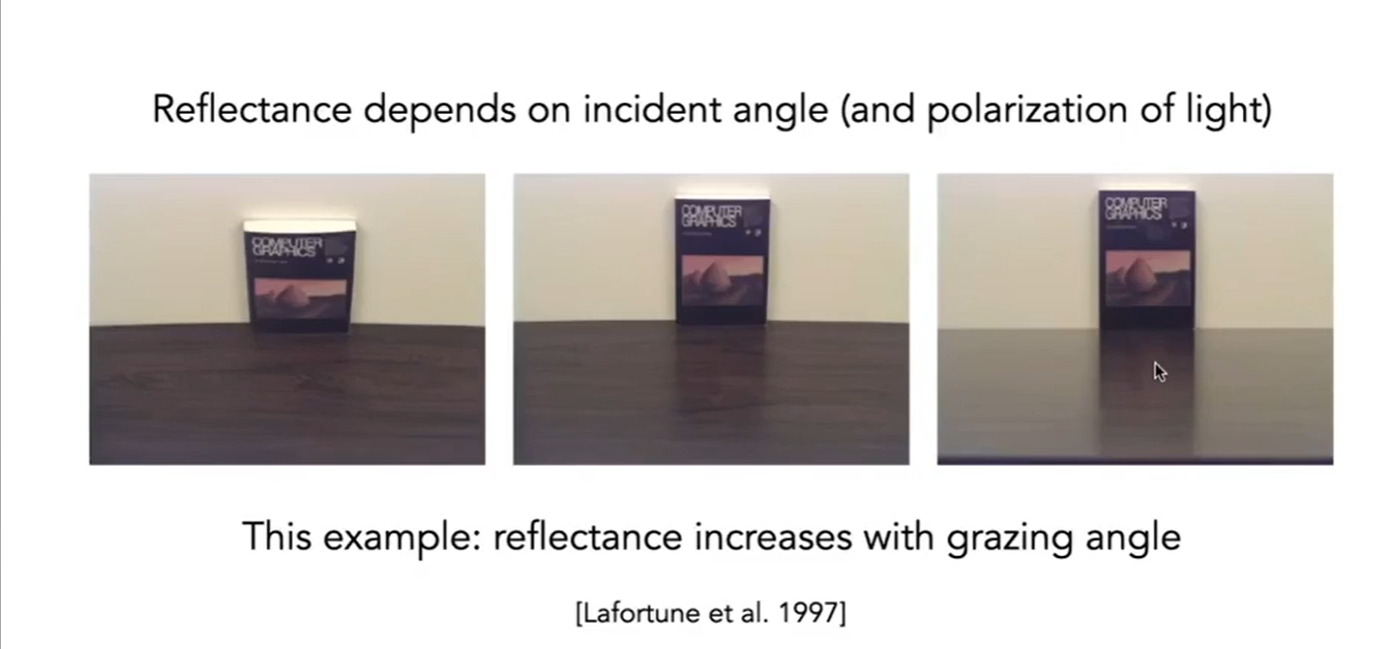 Reflectance depends on incident angle (and polarization of light)
COMPUTER
GRAPHICS
COMPUTER
GRAPHICS
COMPUTER
GRAPHICS
This example: reflectance increases with grazing angle
[Lafortune et al. 1997]